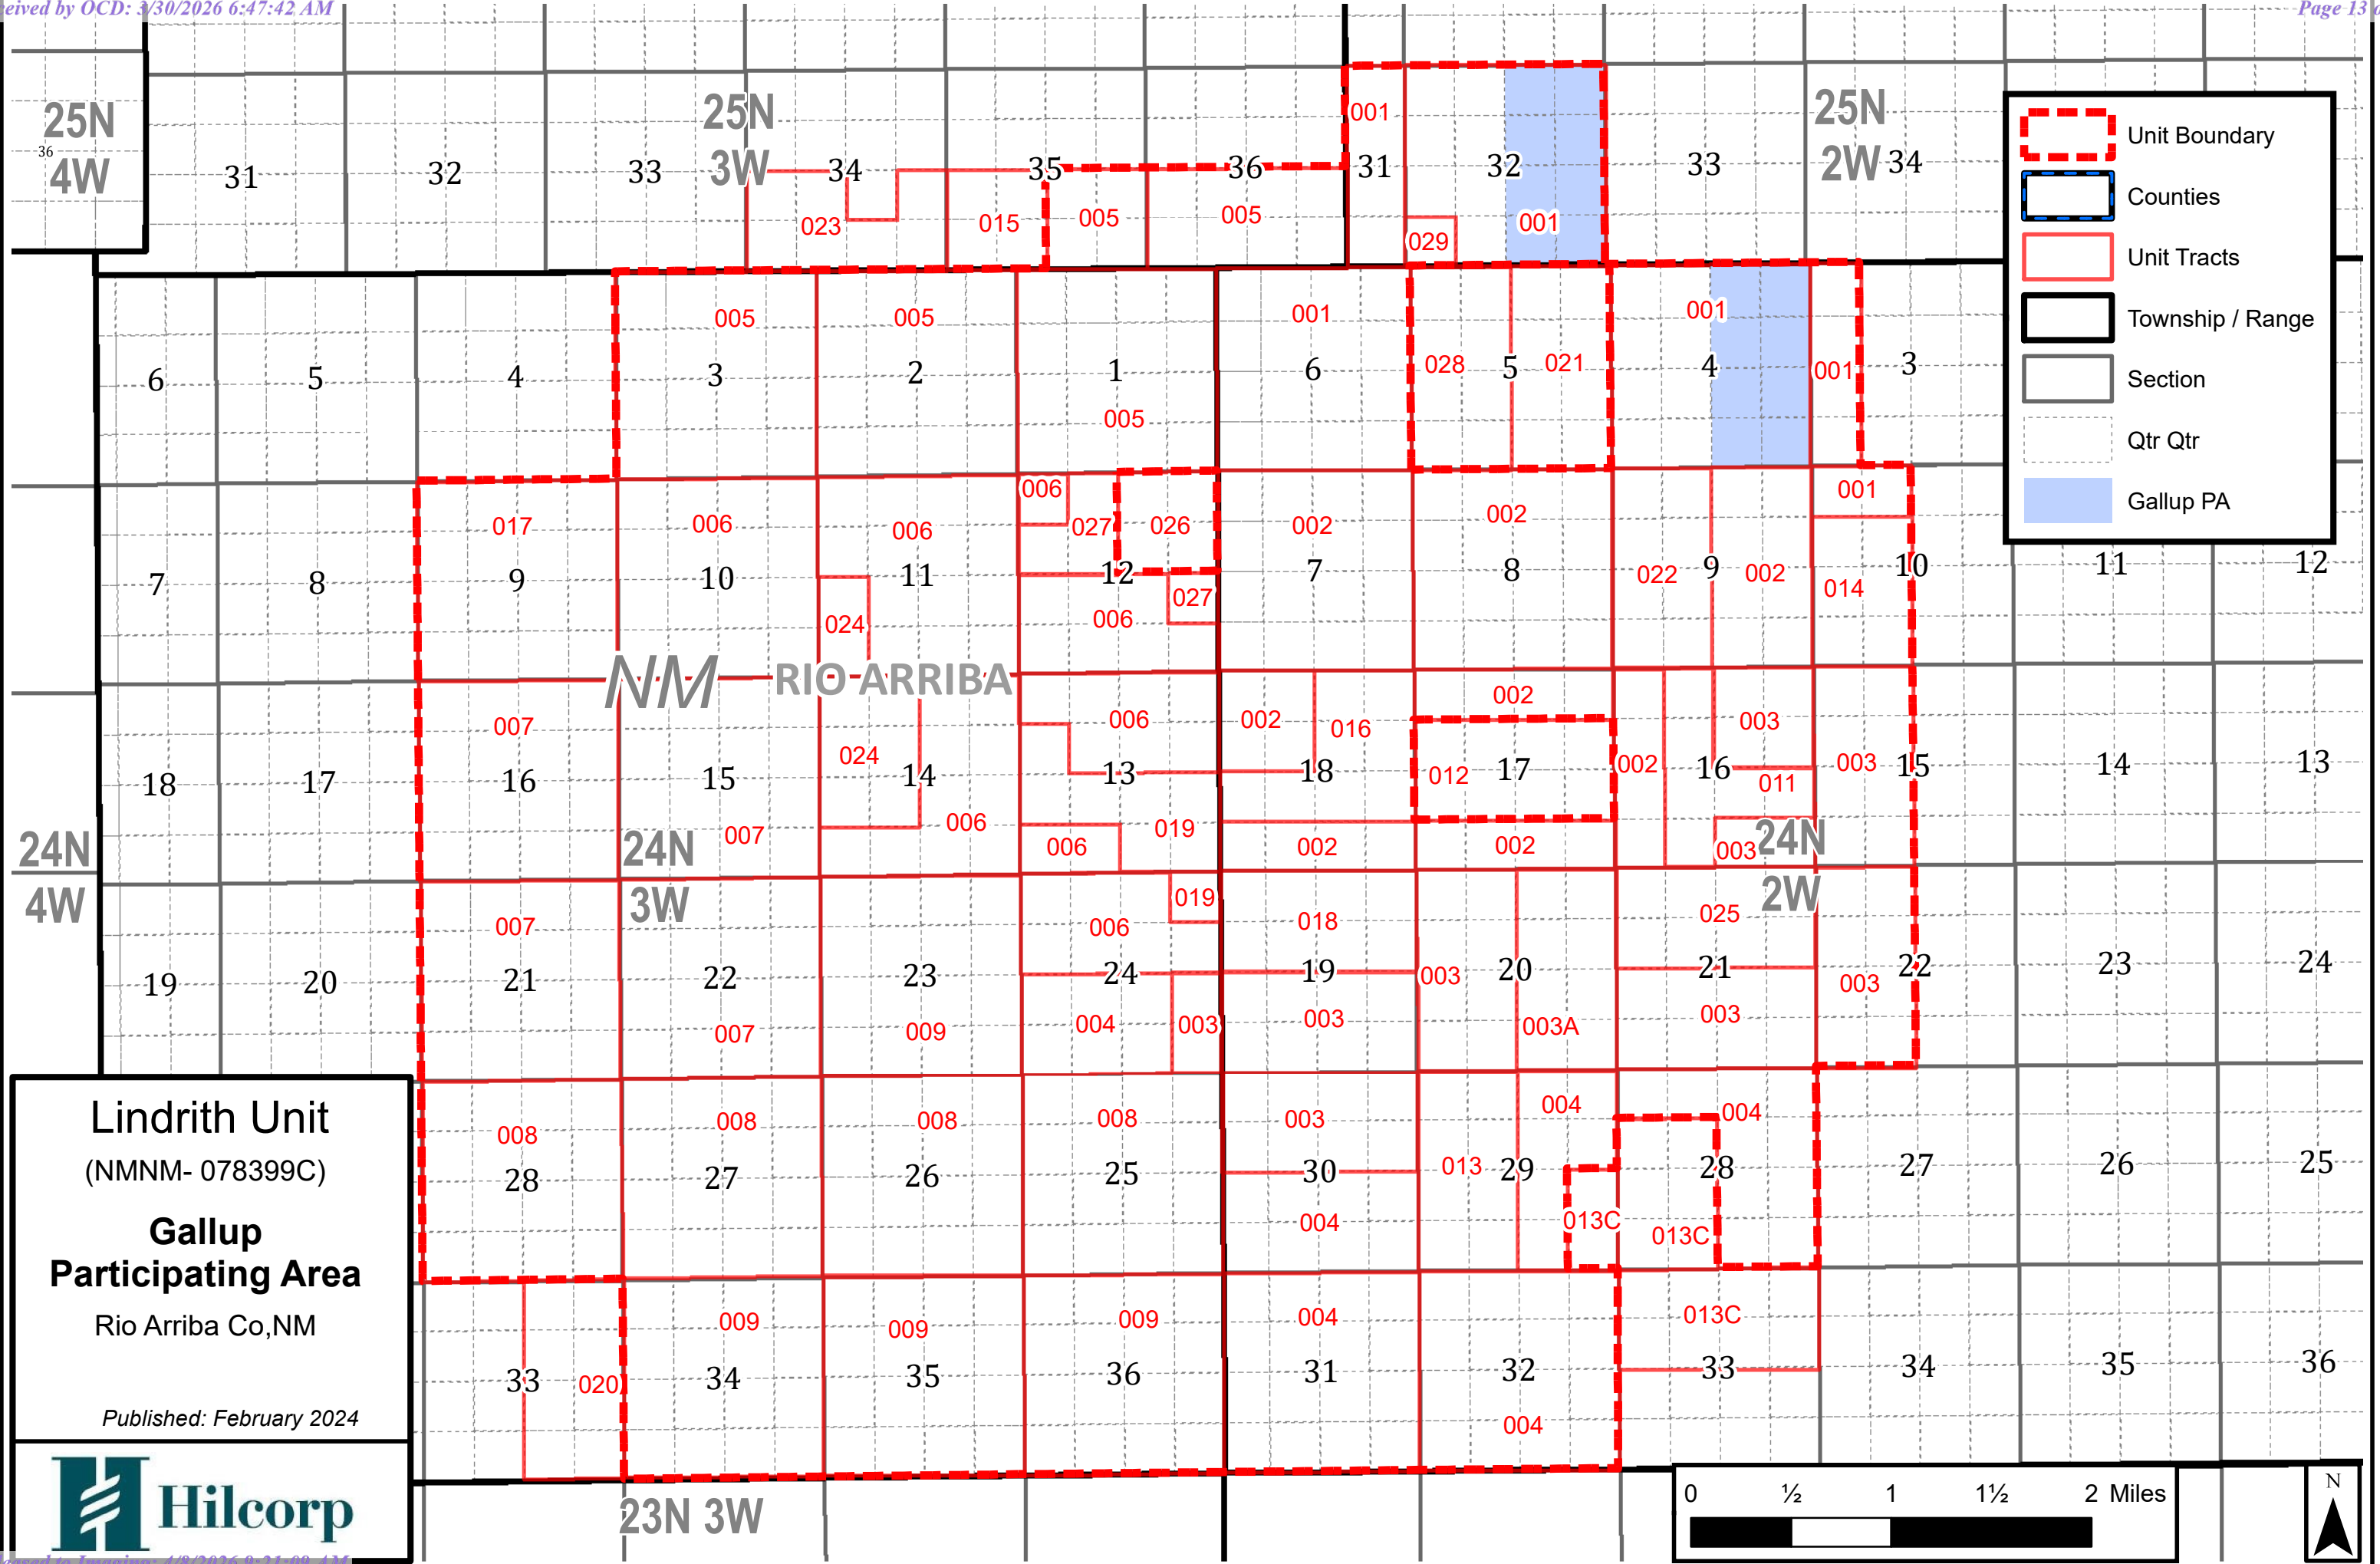 eived by OCD: 3/30/2026 6:47:42 AM
Page 13 o
25N
36
4W
25N
3W
25N
2W
31 32 33 34 35 36 31 32 33 34
001
023 015 005 005 029 001
Unit Boundary
Counties
Unit Tracts
Township / Range
Section
Qtr Qtr
Gallup PA
005 005 001 001
6 5 4 3 2 1 6 028 5 021 4 001 3
005
017 006 006 006 027 026 002 002 001
7 8 9 10 11 12 7 8 022 9 002 014 10 11 12
024 006 027
NM RIO ARRIBA
007 006 002 016 002 003
18 17 16 15 024 14 13 18 012 17 002 16 011 003 15 14 13
007 006 006 019 002 002 003
24N
4W
24N
3W
24N
2W
007 006 019 018 025
19 20 21 22 23 24 19 003 20 21 003 22 23 24
007 009 004 003 003 003A 003
008 008 008 008 003 004 004
28 27 26 25 30 013 29 28 27 26 25
004 013C 013C
009 009 009 004 013C
33 020 34 35 36 31 32 33 34 35 36
004
Lindrith Unit
(NMNM- 078399C)
Gallup
Participating Area
Rio Arriba Co,NM
Published: February 2024
Hilcorp
23N 3W
0 ½ 1 1½ 2 Miles
N
eased to Imaging: 4/8/2026 9:21:09 AM